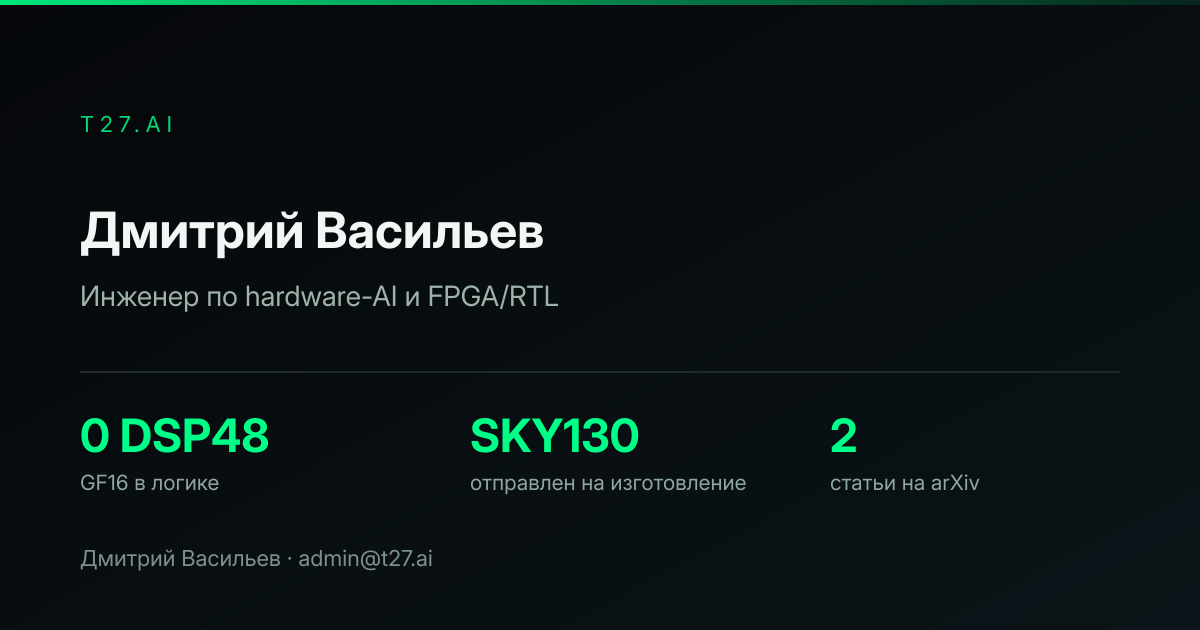 T27.AI
Дмитрий Васильев
Инженер по hardware-AI и FPGA/RTL
0 DSP48
GF16 в логике
SKY130
отправлен на изготовление
2
статьи на arXiv
Дмитрий Васильев · admin@t27.ai